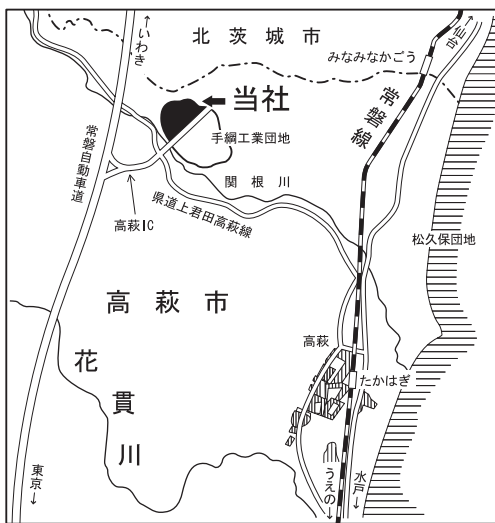 ←いわき
北茨城市
みなみなかごう
仙台→
当社
手綱工業団地
常磐線
常磐自動車道
関根川
県道上君田高萩線
高萩IC
松久保団地
高萩市
高萩
たかはぎ
花貫川
東京→
うえの→
水戸→